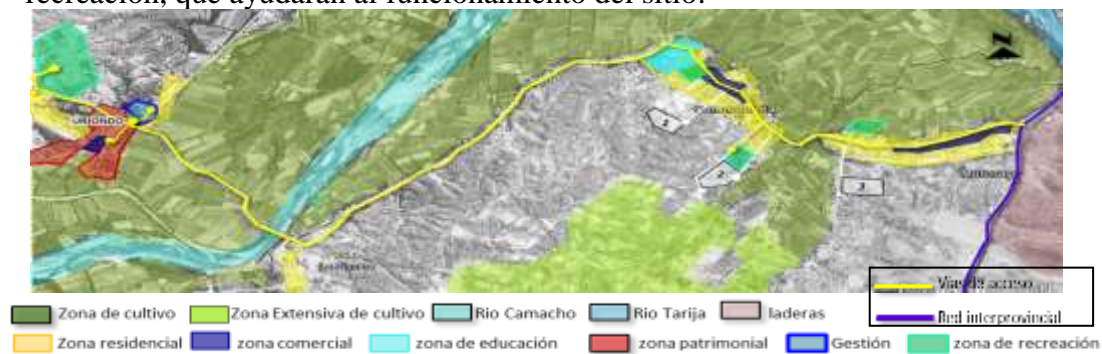 recreación, que ayudaran al funcionamiento del sitio.
URIONDO
1
2
3
Vías de acceso
Red interprovincial
Zona de cultivo
Zona Extensiva de cultivo
Rio Camacho
Rio Tarija
laderas
Zona residencial
zona comercial
zona de educación
zona patrimonial
Gestión
zona de recreación